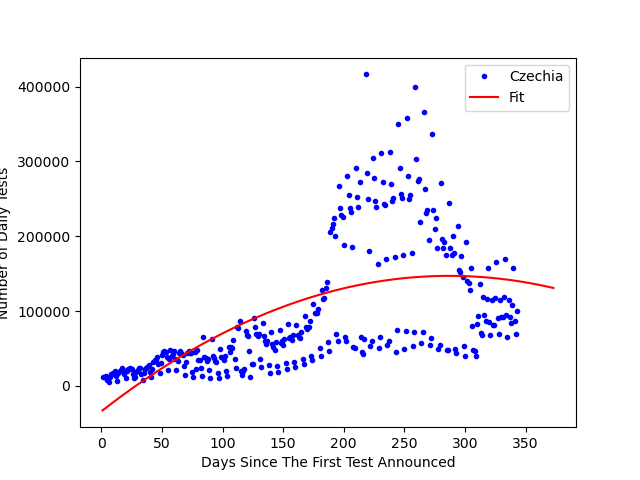 400000
300000
200000
100000
0
0 50 100 150 200 250 300 350
Number of Daily Tests
Days Since The First Test Announced
Czechia
Fit